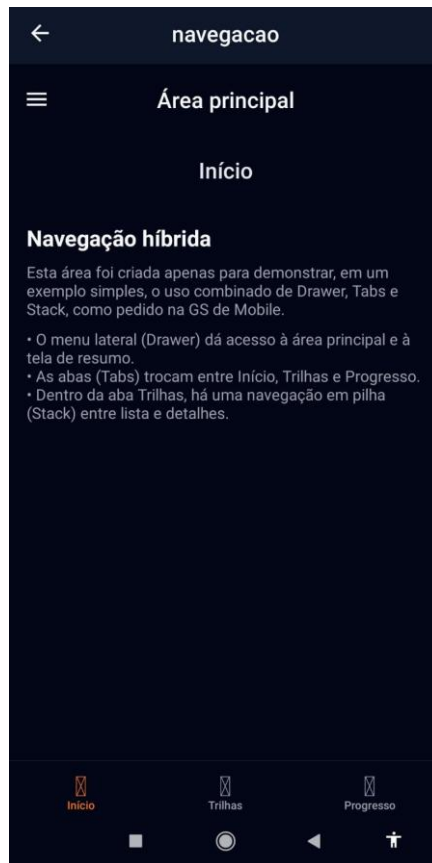 navegacao
Área principal
Início
Navegação híbrida
Esta área foi criada apenas para demonstrar, em um
exemplo simples, o uso combinado de Drawer, Tabs e
Stack, como pedido na GS de Mobile.
• O menu lateral (Drawer) dá acesso à área principal e à
tela de resumo.
• As abas (Tabs) trocam entre Início, Trilhas e Progresso.
• Dentro da aba Trilhas, há uma navegação em pilha
(Stack) entre lista e detalhes.
Início Trilhas Progresso